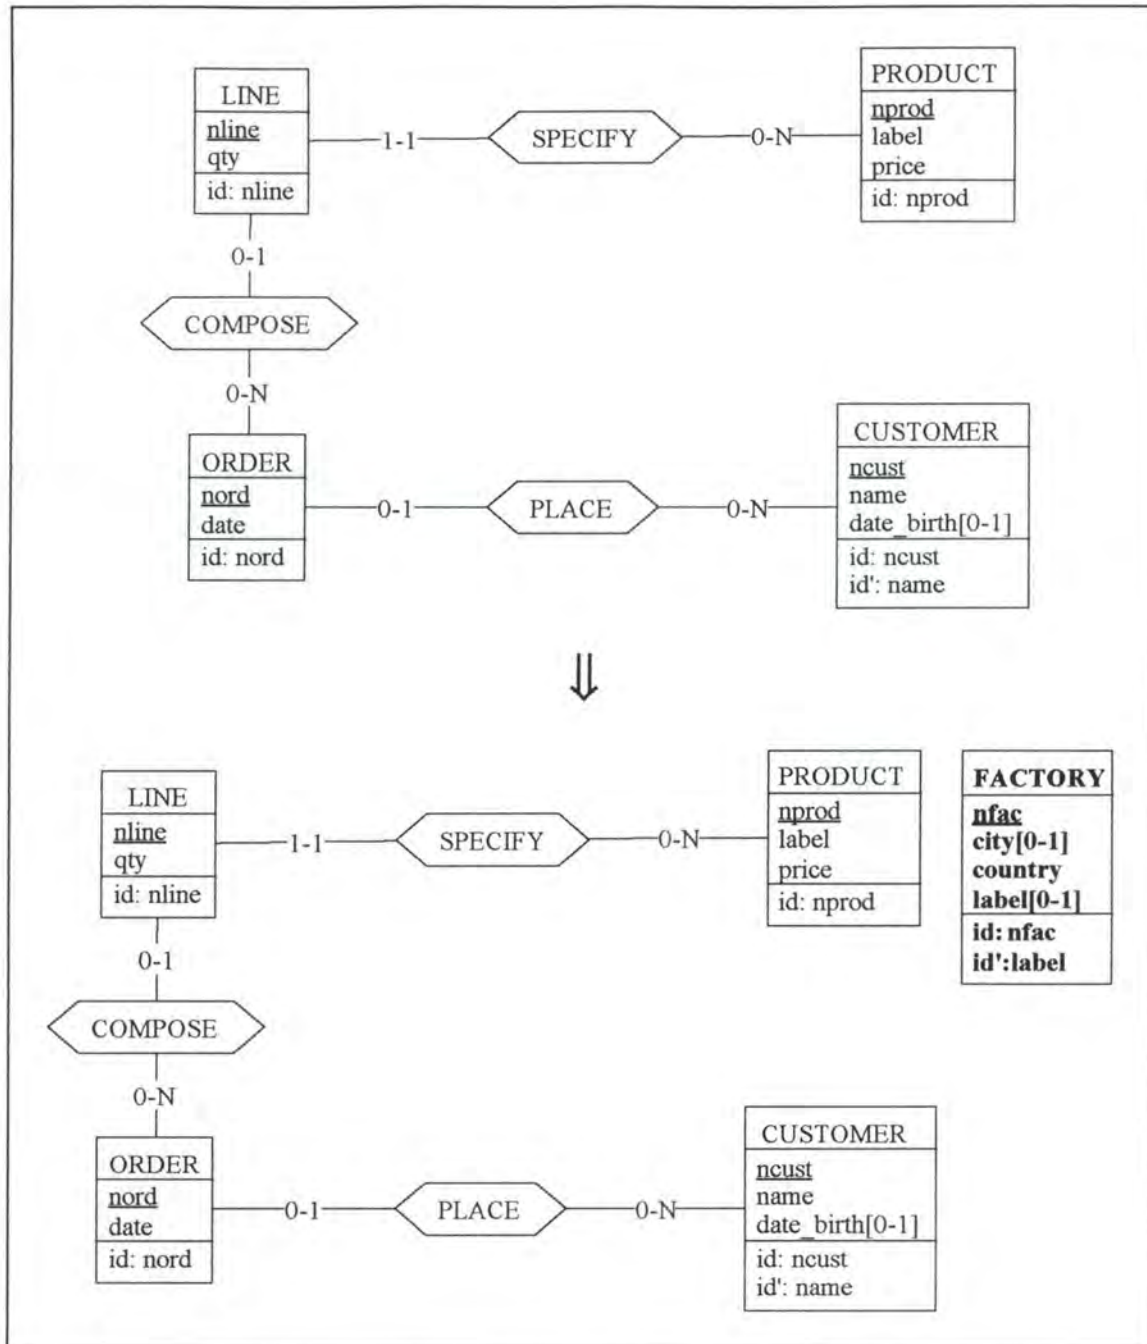 LINE
nline
qty
id: nline
1-1
SPECIFY
0-N
PRODUCT
nprod
label
price
id: nprod
0-1
COMPOSE
0-N
ORDER
nord
date
id: nord
0-1
PLACE
0-N
CUSTOMER
ncust
name
date_birth[0-1]
id: ncust
id': name
⇓
LINE
nline
qty
id: nline
1-1
SPECIFY
0-N
PRODUCT
nprod
label
price
id: nprod
FACTORY
nfac
city[0-1]
country
label[0-1]
id: nfac
id':label
0-1
COMPOSE
0-N
ORDER
nord
date
id: nord
0-1
PLACE
0-N
CUSTOMER
ncust
name
date_birth[0-1]
id: ncust
id': name